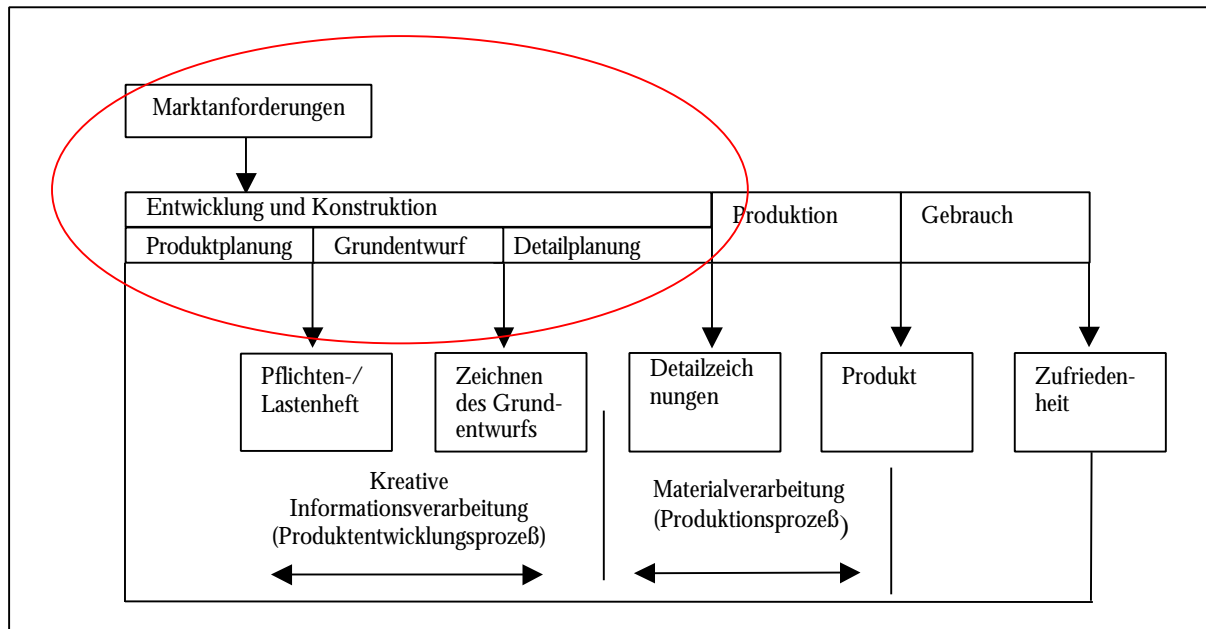 Marktanforderungen
Entwicklung und Konstruktion
Produktion
Gebrauch
Produktplanung
Grundentwurf
Detailplanung
Pflichten-/
Lastenheft
Zeichnen
des Grund-
entwurfs
Detailzeich
nungen
Produkt
Zufrieden-
heit
Kreative
Informationsverarbeitung
(Produktentwicklungsprozeß)
Materialverarbeitung
(Produktionsprozeß)